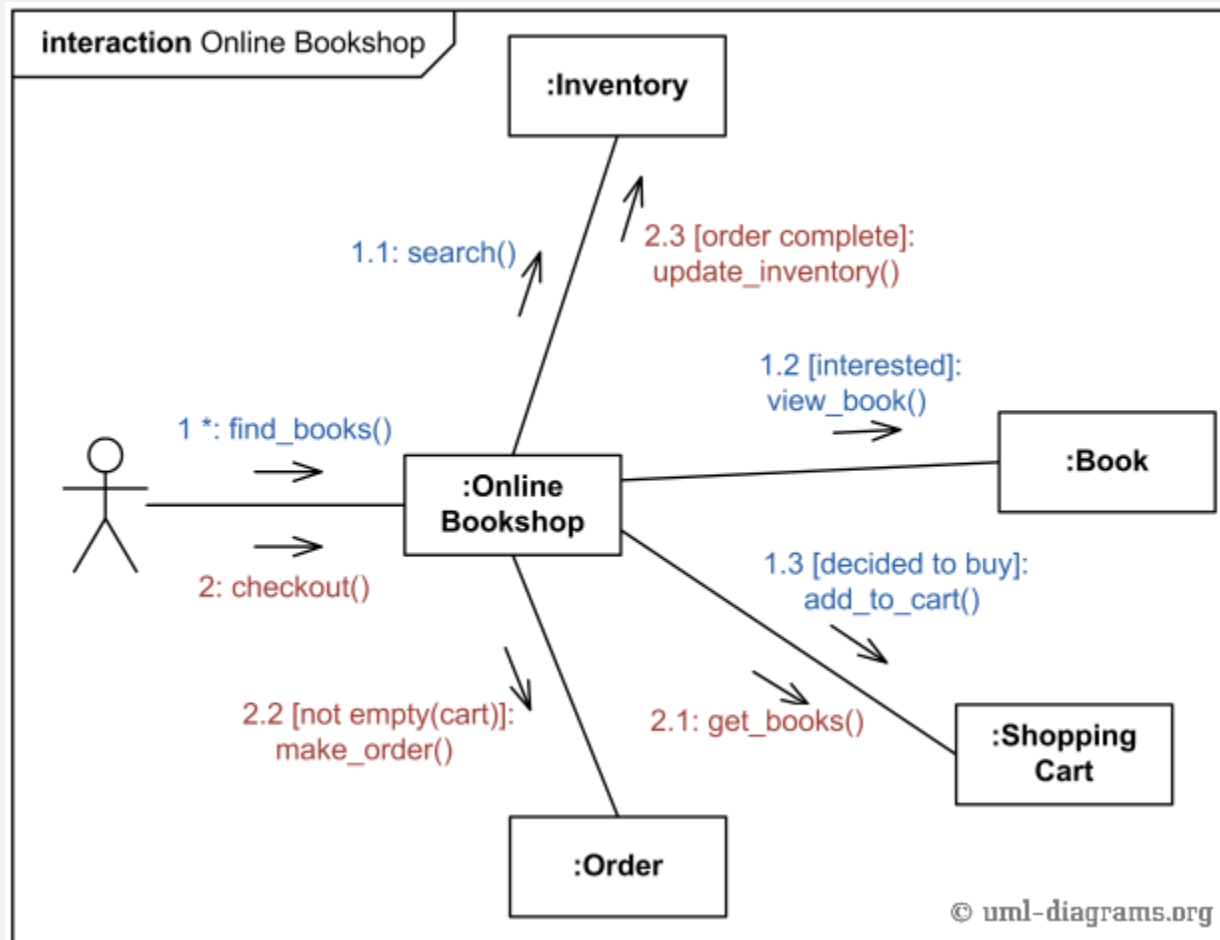 interaction Online Bookshop
:Inventory
1.1: search()
2.3 [order complete]:
update_inventory()
1.2 [interested]:
view_book()
1 *: find_books()
:Book
:Online
Bookshop
1.3 [decided to buy]:
add_to_cart()
2: checkout()
2.2 [not empty(cart)]:
make_order()
2.1: get_books()
:Shopping
Cart
:Order
© uml-diagrams.org